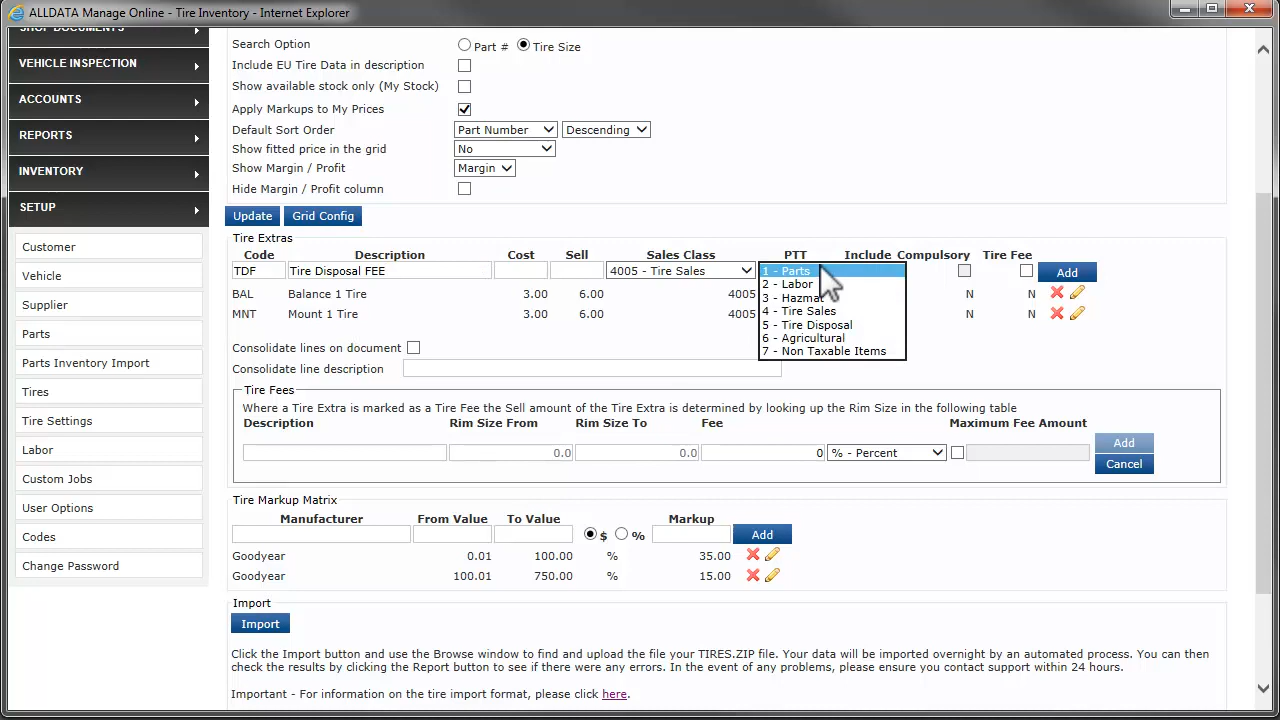 ALLDATA Manage Online - Tire Inventory - Internet Explorer
SHOP DOCUMENTS
VEHICLE INSPECTION
ACCOUNTS
REPORTS
INVENTORY
SETUP
Customer
Vehicle
Supplier
Parts
Parts Inventory Import
Tires
Tire Settings
Labor
Custom Jobs
User Options
Codes
Change Password
Search Option Part # Tire Size
Include EU Tire Data in description
Show available stock only (My Stock)
Apply Markups to My Prices
Default Sort Order Part Number Descending
Show fitted price in the grid No
Show Margin / Profit Margin
Hide Margin / Profit column
Update Grid Config
Tire Extras
Code Description Cost Sell Sales Class PTT Include Compulsory Tire Fee
TDF Tire Disposal FEE 4005 - Tire Sales Add
BAL Balance 1 Tire 3.00 6.00 4005 N N
MNT Mount 1 Tire 3.00 6.00 4005 N N
1 - Parts
2 - Labor
3 - Hazmat
4 - Tire Sales
5 - Tire Disposal
6 - Agricultural
7 - Non Taxable Items
Consolidate lines on document
Consolidate line description
Tire Fees
Where a Tire Extra is marked as a Tire Fee the Sell amount of the Tire Extra is determined by looking up the Rim Size in the following table
Description Rim Size From Rim Size To Fee Maximum Fee Amount
0.0 0.0 0 % - Percent Add
Cancel
Tire Markup Matrix
Manufacturer From Value To Value Markup
$ % Add
Goodyear 0.01 100.00 % 35.00
Goodyear 100.01 750.00 % 15.00
Import
Import
Click the Import button and use the Browse window to find and upload the file your TIRES.ZIP file. Your data will be imported overnight by an automated process. You can then
check the results by clicking the Report button to see if there were any errors. In the event of any problems, please ensure you contact support within 24 hours.
Important - For information on the tire import format, please click here.